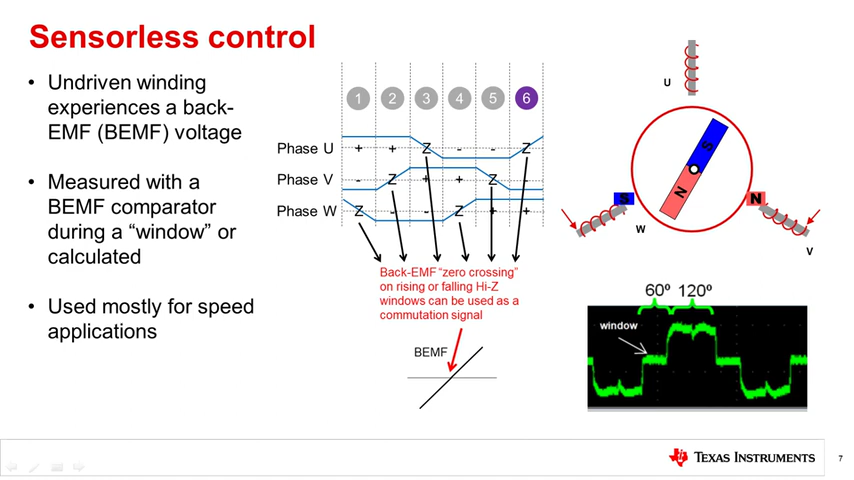 Sensorless control
• Undriven winding
experiences a back-
EMF (BEMF) voltage
• Measured with a
BEMF comparator
during a “window” or
calculated
• Used mostly for speed
applications
1 2 3 4 5 6
Phase U + + Z - - Z
Phase V - Z + + Z -
Phase W Z - - Z + +
Back-EMF “zero crossing”
on rising or falling Hi-Z
windows can be used as a
commutation signal
BEMF
U
S
N
S
N
W
V
60º 120º
window
TEXAS INSTRUMENTS
7